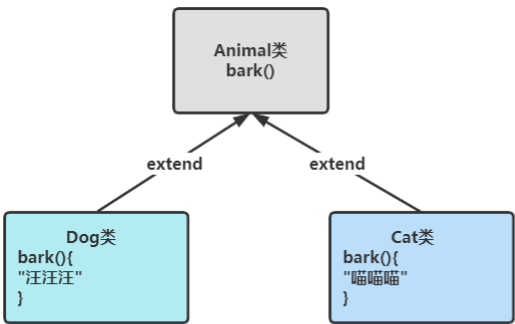 Animal类
bark()
extend
extend
Dog类
bark(){
"汪汪汪"
}
Cat类
bark(){
"喵喵喵"
}